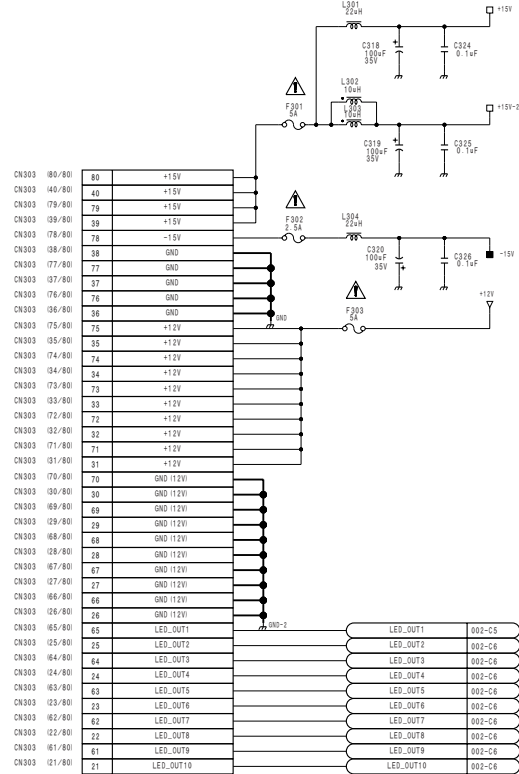 L301
22uH
+15V
C318
100uF
35V
C324
0.1uF
L302
10uH
L303
10uH
F301
5A
+15V-2
C319
100uF
35V
C325
0.1uF
CN303 (80/80) 80 +15V
CN303 (40/80) 40 +15V
CN303 (79/80) 79 +15V
CN303 (39/80) 39 +15V
CN303 (78/80) 78 -15V
F302
2.5A
L304
22uH
C320
100uF
35V
C326
0.1uF
-15V
CN303 (38/80) 38 GND
CN303 (77/80) 77 GND
CN303 (37/80) 37 GND
CN303 (76/80) 76 GND
CN303 (36/80) 36 GND
GND
F303
5A
+12V
CN303 (75/80) 75 +12V
CN303 (35/80) 35 +12V
CN303 (74/80) 74 +12V
CN303 (34/80) 34 +12V
CN303 (73/80) 73 +12V
CN303 (33/80) 33 +12V
CN303 (72/80) 72 +12V
CN303 (32/80) 32 +12V
CN303 (71/80) 71 +12V
CN303 (31/80) 31 +12V
CN303 (70/80) 70 GND (12V)
CN303 (30/80) 30 GND (12V)
CN303 (69/80) 69 GND (12V)
CN303 (29/80) 29 GND (12V)
CN303 (68/80) 68 GND (12V)
CN303 (28/80) 28 GND (12V)
CN303 (67/80) 67 GND (12V)
CN303 (27/80) 27 GND (12V)
CN303 (66/80) 66 GND (12V)
CN303 (26/80) 26 GND (12V)
GND-2
CN303 (65/80) 65 LED_OUT1 LED_OUT1 002-C5
CN303 (25/80) 25 LED_OUT2 LED_OUT2 002-C6
CN303 (64/80) 64 LED_OUT3 LED_OUT3 002-C6
CN303 (24/80) 24 LED_OUT4 LED_OUT4 002-C6
CN303 (63/80) 63 LED_OUT5 LED_OUT5 002-C6
CN303 (23/80) 23 LED_OUT6 LED_OUT6 002-C6
CN303 (62/80) 62 LED_OUT7 LED_OUT7 002-C6
CN303 (22/80) 22 LED_OUT8 LED_OUT8 002-C6
CN303 (61/80) 61 LED_OUT9 LED_OUT9 002-C6
CN303 (21/80) 21 LED_OUT10 LED_OUT10 002-C6